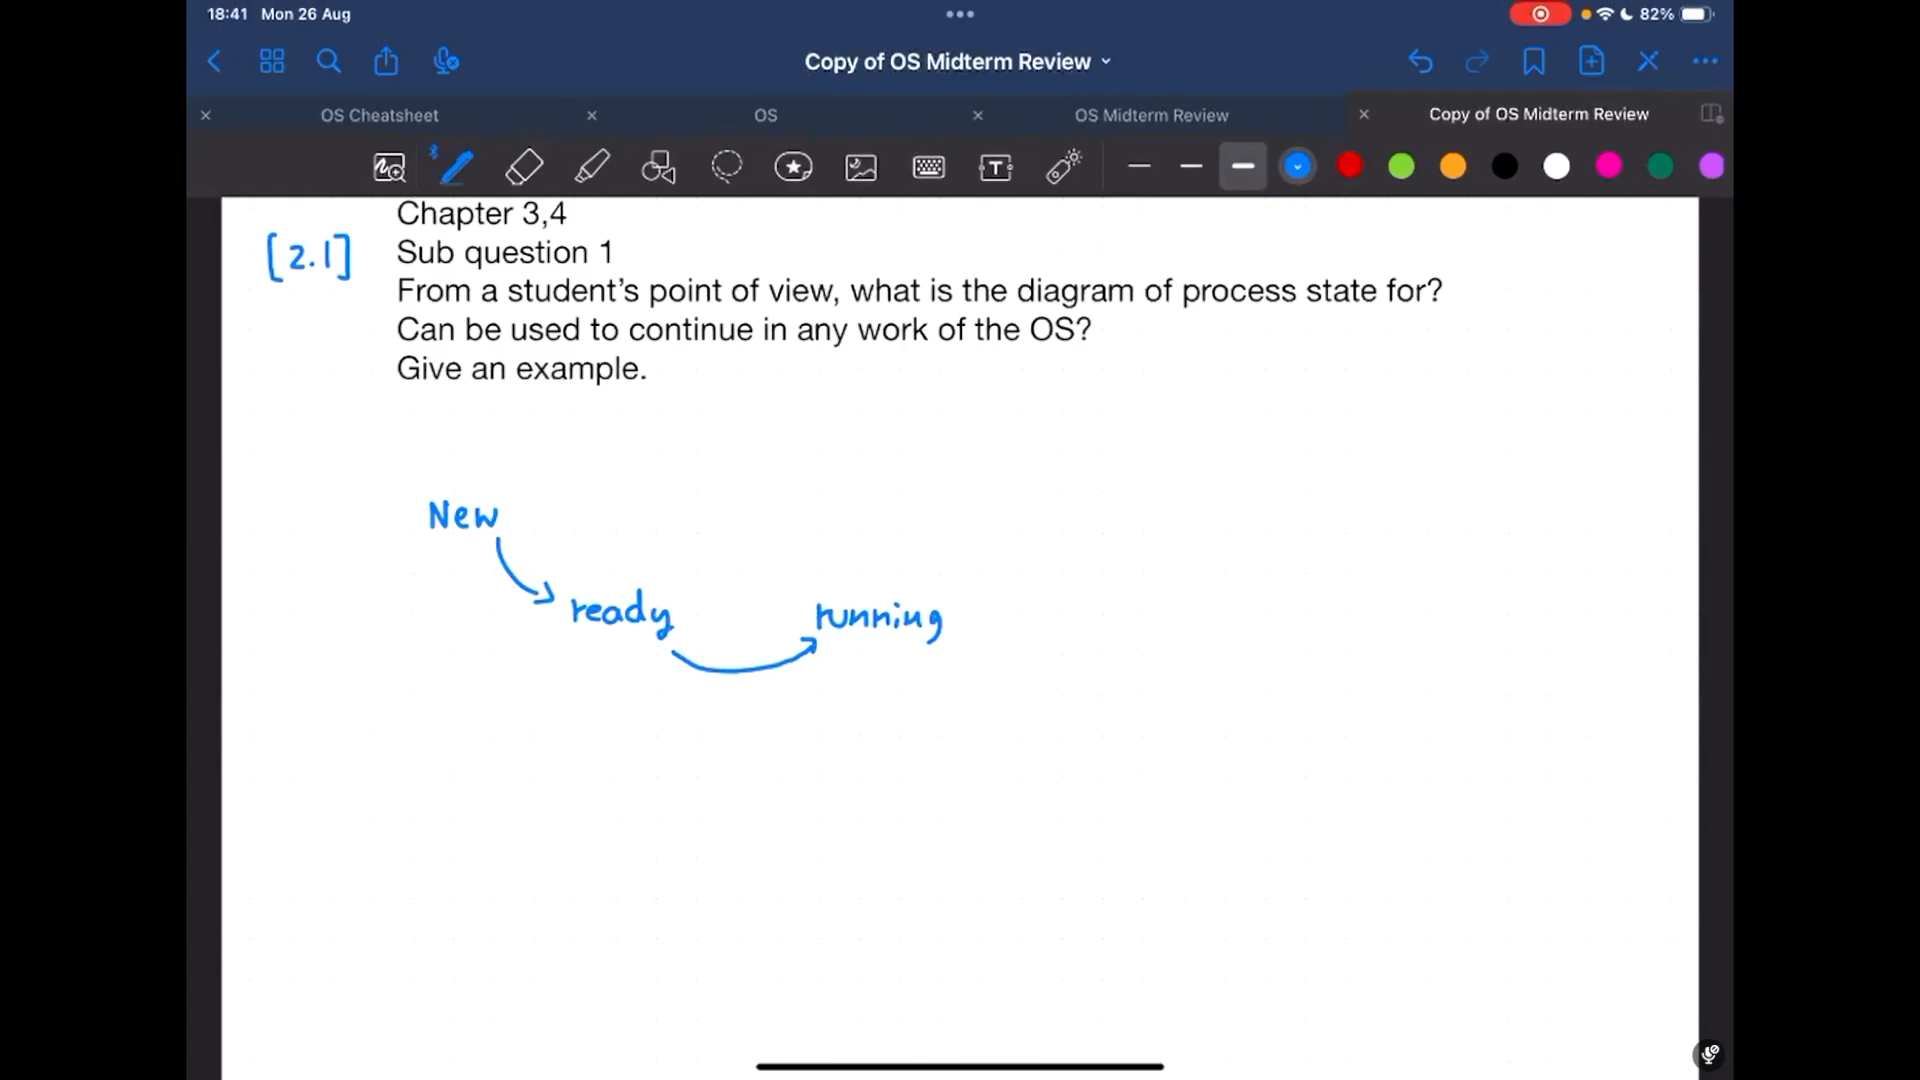 18:41 Mon 26 Aug
82%
Copy of OS Midterm Review
OS Cheatsheet
OS
OS Midterm Review
Copy of OS Midterm Review
Chapter 3,4
[2.1] Sub question 1
From a student's point of view, what is the diagram of process state for?
Can be used to continue in any work of the OS?
Give an example.
New
ready
running